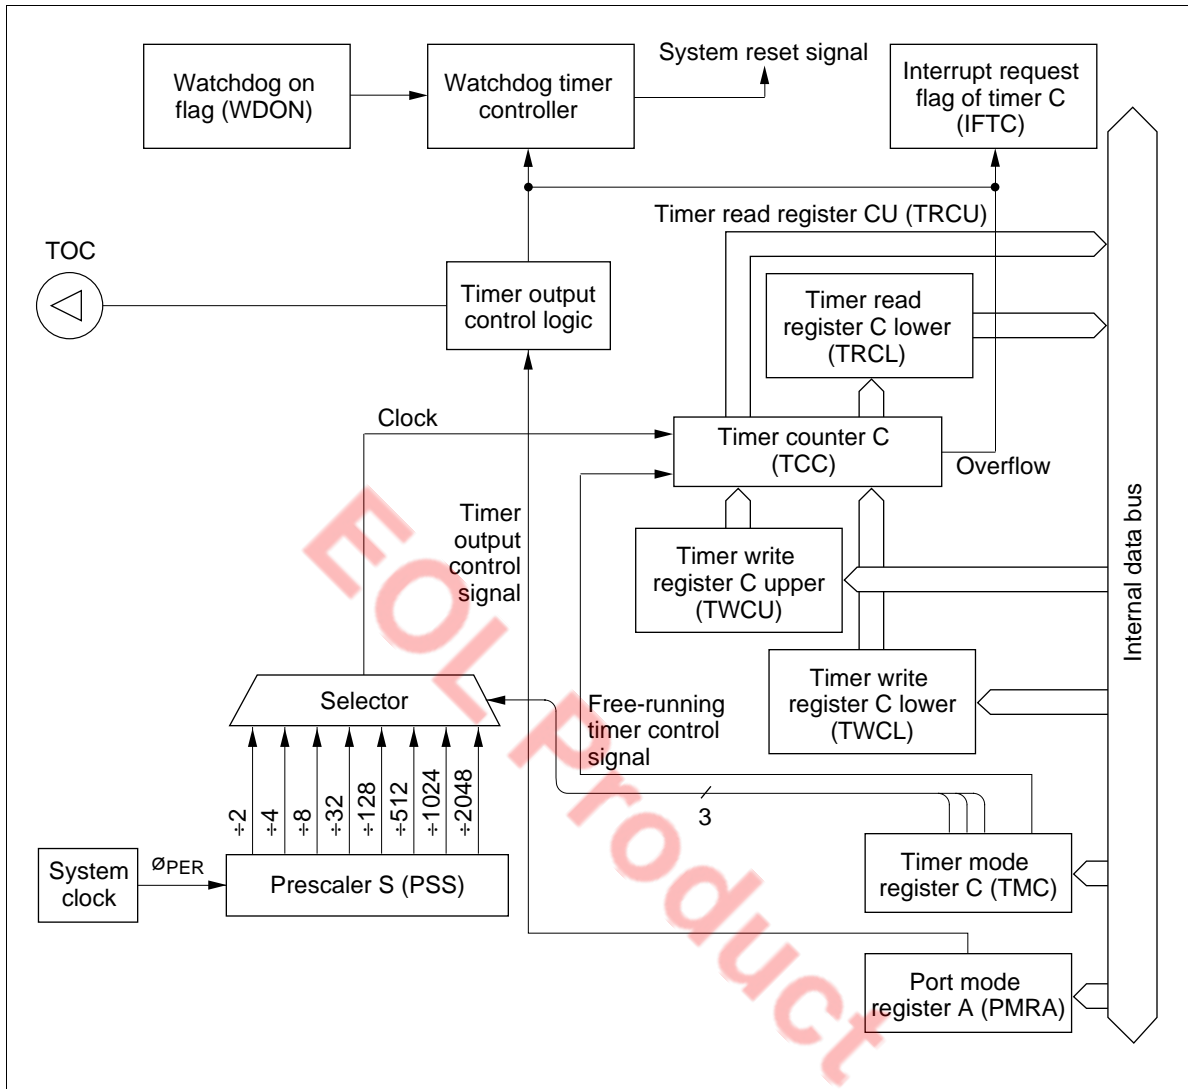 System reset signal
Watchdog on
flag (WDON)
Watchdog timer
controller
Interrupt request
flag of timer C
(IFTC)
Timer read register CU (TRCU)
TOC
Timer output
control logic
Timer read
register C lower
(TRCL)
Clock
Timer counter C
(TCC)
Overflow
Timer
output
control
signal
Timer write
register C upper
(TWCU)
Internal data bus
Selector
Free-running
timer control
signal
Timer write
register C lower
(TWCL)
÷2
÷4
÷8
÷32
÷128
÷512
÷1024
÷2048
3
System
clock
ØPER
Prescaler S (PSS)
Timer mode
register C (TMC)
Port mode
register A (PMRA)
EOL Product